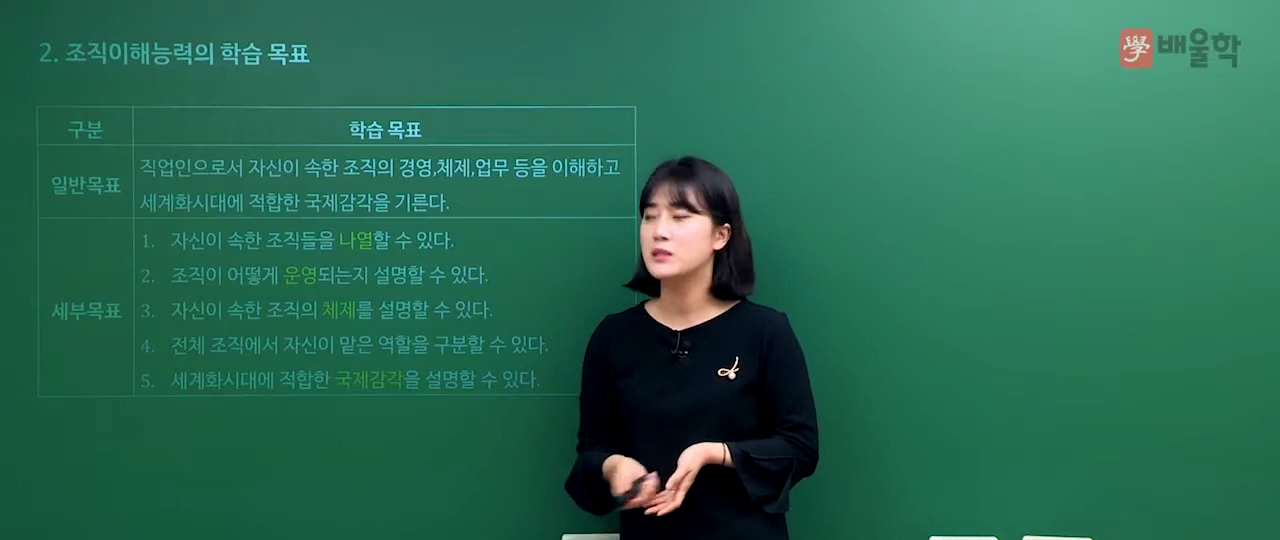 2. 조직이해능력의 학습 목표
學 배울학
구분
학습 목표
일반목표
직업인으로서 자신이 속한 조직의 경영,체제,업무 등을 이해하고
세계화시대에 적합한 국제감각을 기른다.
세부목표
1. 자신이 속한 조직들을 나열할 수 있다.
2. 조직이 어떻게 운영되는지 설명할 수 있다.
3. 자신이 속한 조직의 체제를 설명할 수 있다.
4. 전체 조직에서 자신이 맡은 역할을 구분할 수 있다.
5. 세계화시대에 적합한 국제감각을 설명할 수 있다.